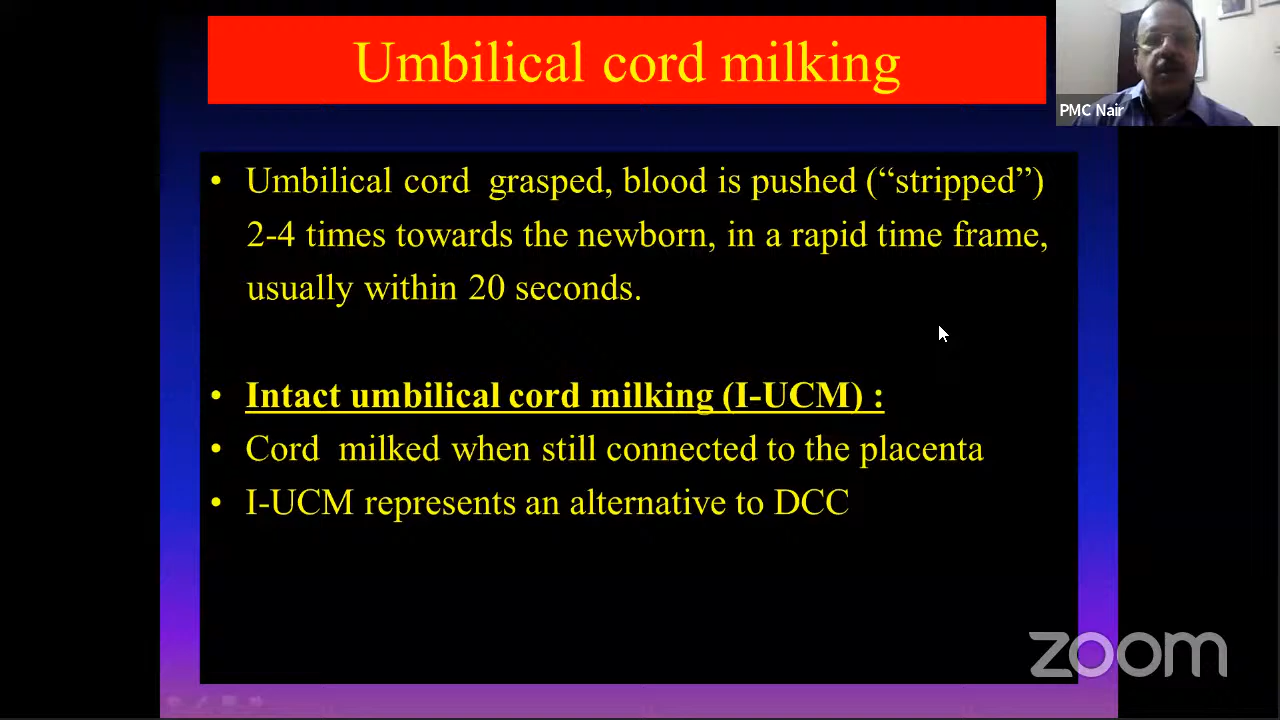 Umbilical cord milking
PMC Nair
• Umbilical cord grasped, blood is pushed (“stripped”)
2-4 times towards the newborn, in a rapid time frame,
usually within 20 seconds.
• Intact umbilical cord milking (I-UCM) :
• Cord milked when still connected to the placenta
• I-UCM represents an alternative to DCC
zoom